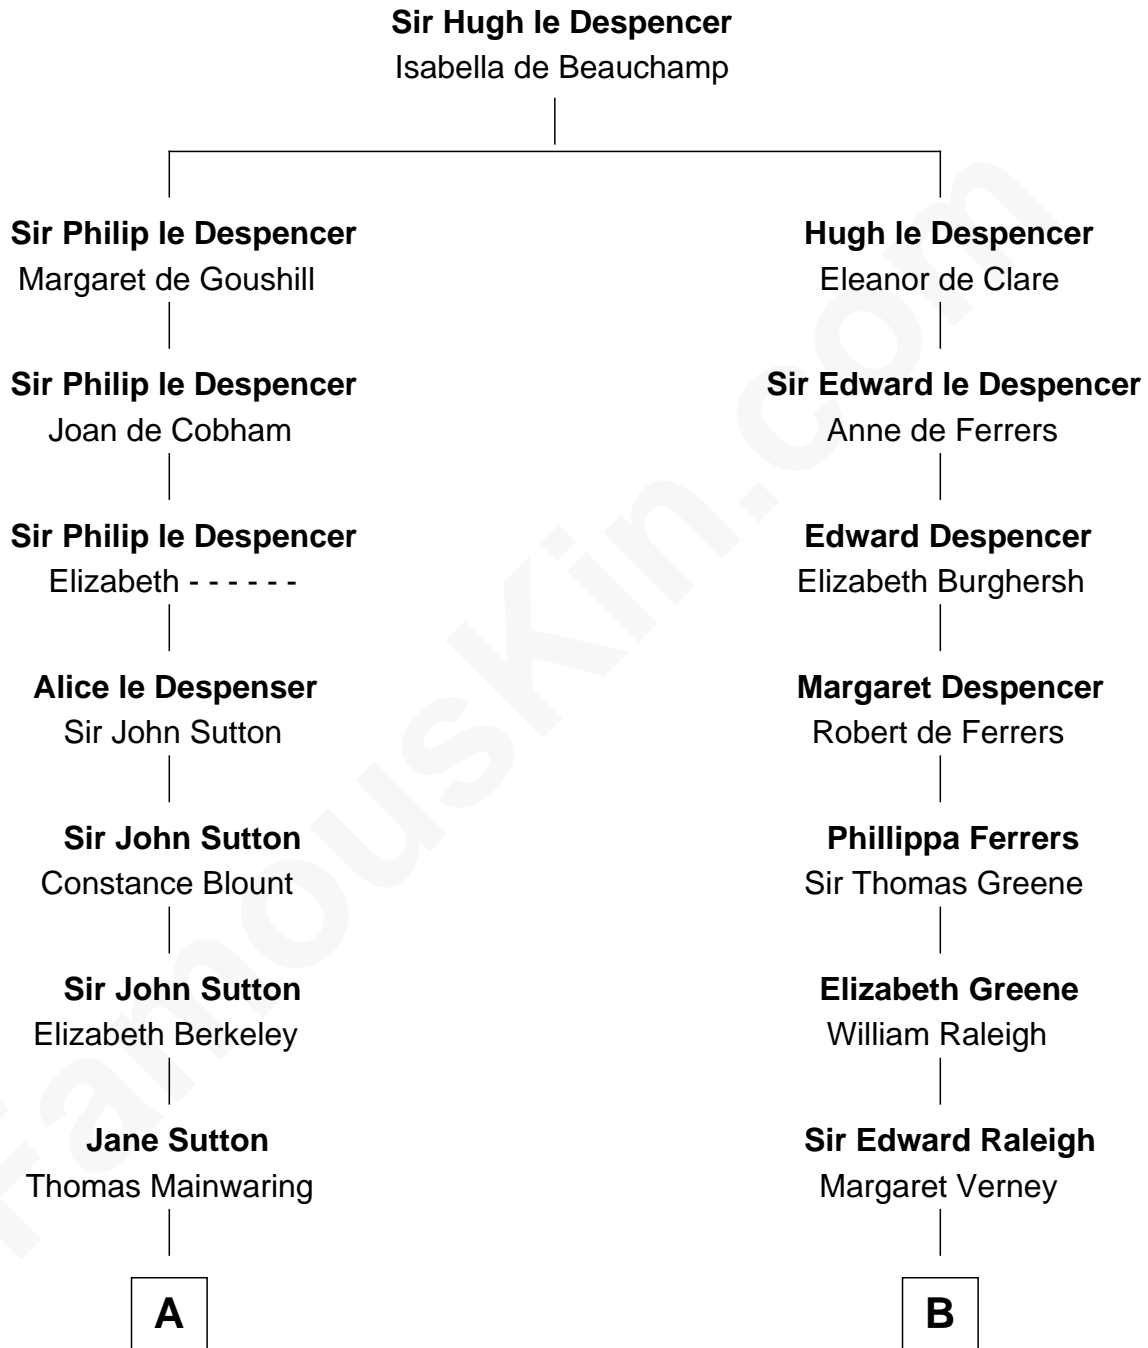 Sir Hugh le Despencer
Isabella de Beauchamp
Sir Philip le Despencer
Margaret de Goushill
Hugh le Despencer
Eleanor de Clare
Sir Philip le Despencer
Joan de Cobham
Sir Edward le Despencer
Anne de Ferrers
Sir Philip le Despencer
Elizabeth - - - - - -
Edward Despencer
Elizabeth Burghersh
Alice le Despenser
Sir John Sutton
Margaret Despencer
Robert de Ferrers
Sir John Sutton
Constance Blount
Phillippa Ferrers
Sir Thomas Greene
Sir John Sutton
Elizabeth Berkeley
Elizabeth Greene
William Raleigh
Jane Sutton
Thomas Mainwaring
Sir Edward Raleigh
Margaret Verney
A
B
FamousKin.com